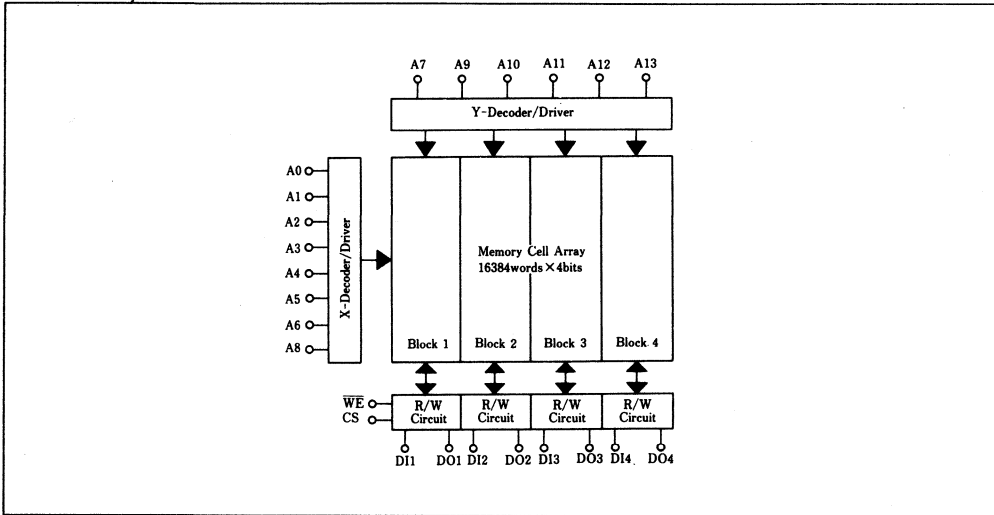 A7 A9 A10 A11 A12 A13
Y-Decoder/Driver
A0
A1
A2
A3
A4
A5
A6
A8
X-Decoder/Driver
Memory Cell Array
16384words×4bits
Block 1 Block 2 Block 3 Block 4
WE
CS
R/W Circuit
R/W Circuit
R/W Circuit
R/W Circuit
DI1 DO1 DI2 DO2 DI3 DO3 DI4 DO4